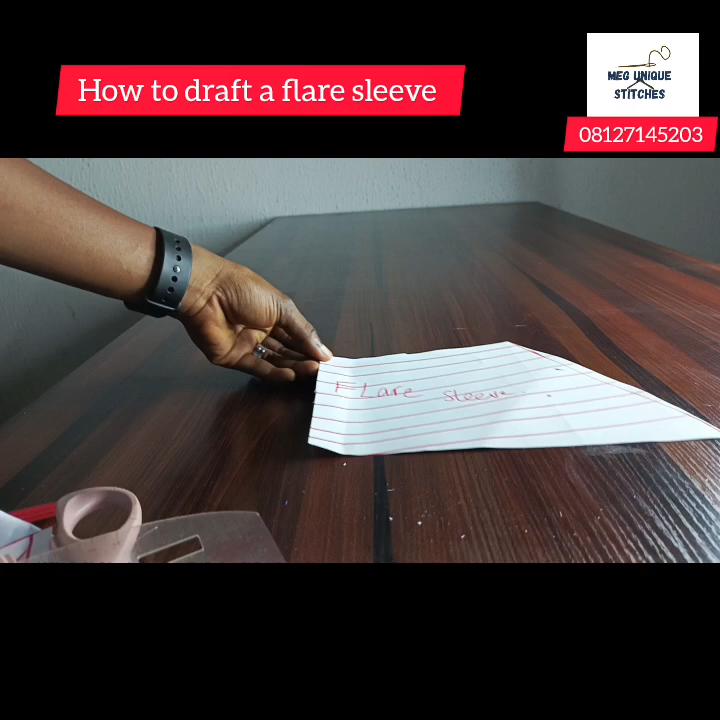 How to draft a flare sleeve
MEG UNIQUE
STITCHES
08127145203
FLare sleeve